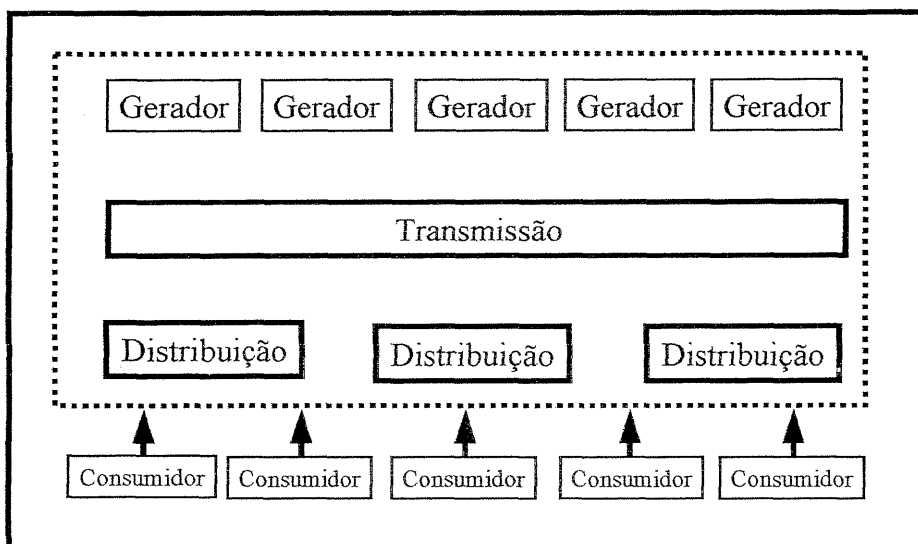 Gerador Gerador Gerador Gerador Gerador
Transmissão
Distribuição Distribuição Distribuição
Consumidor Consumidor Consumidor Consumidor Consumidor